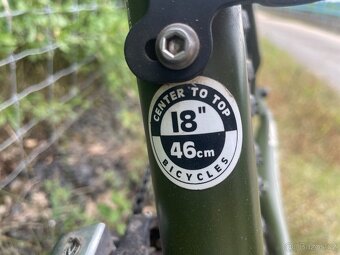 CENTER TO TOP
18"
46cm
BICYCLES